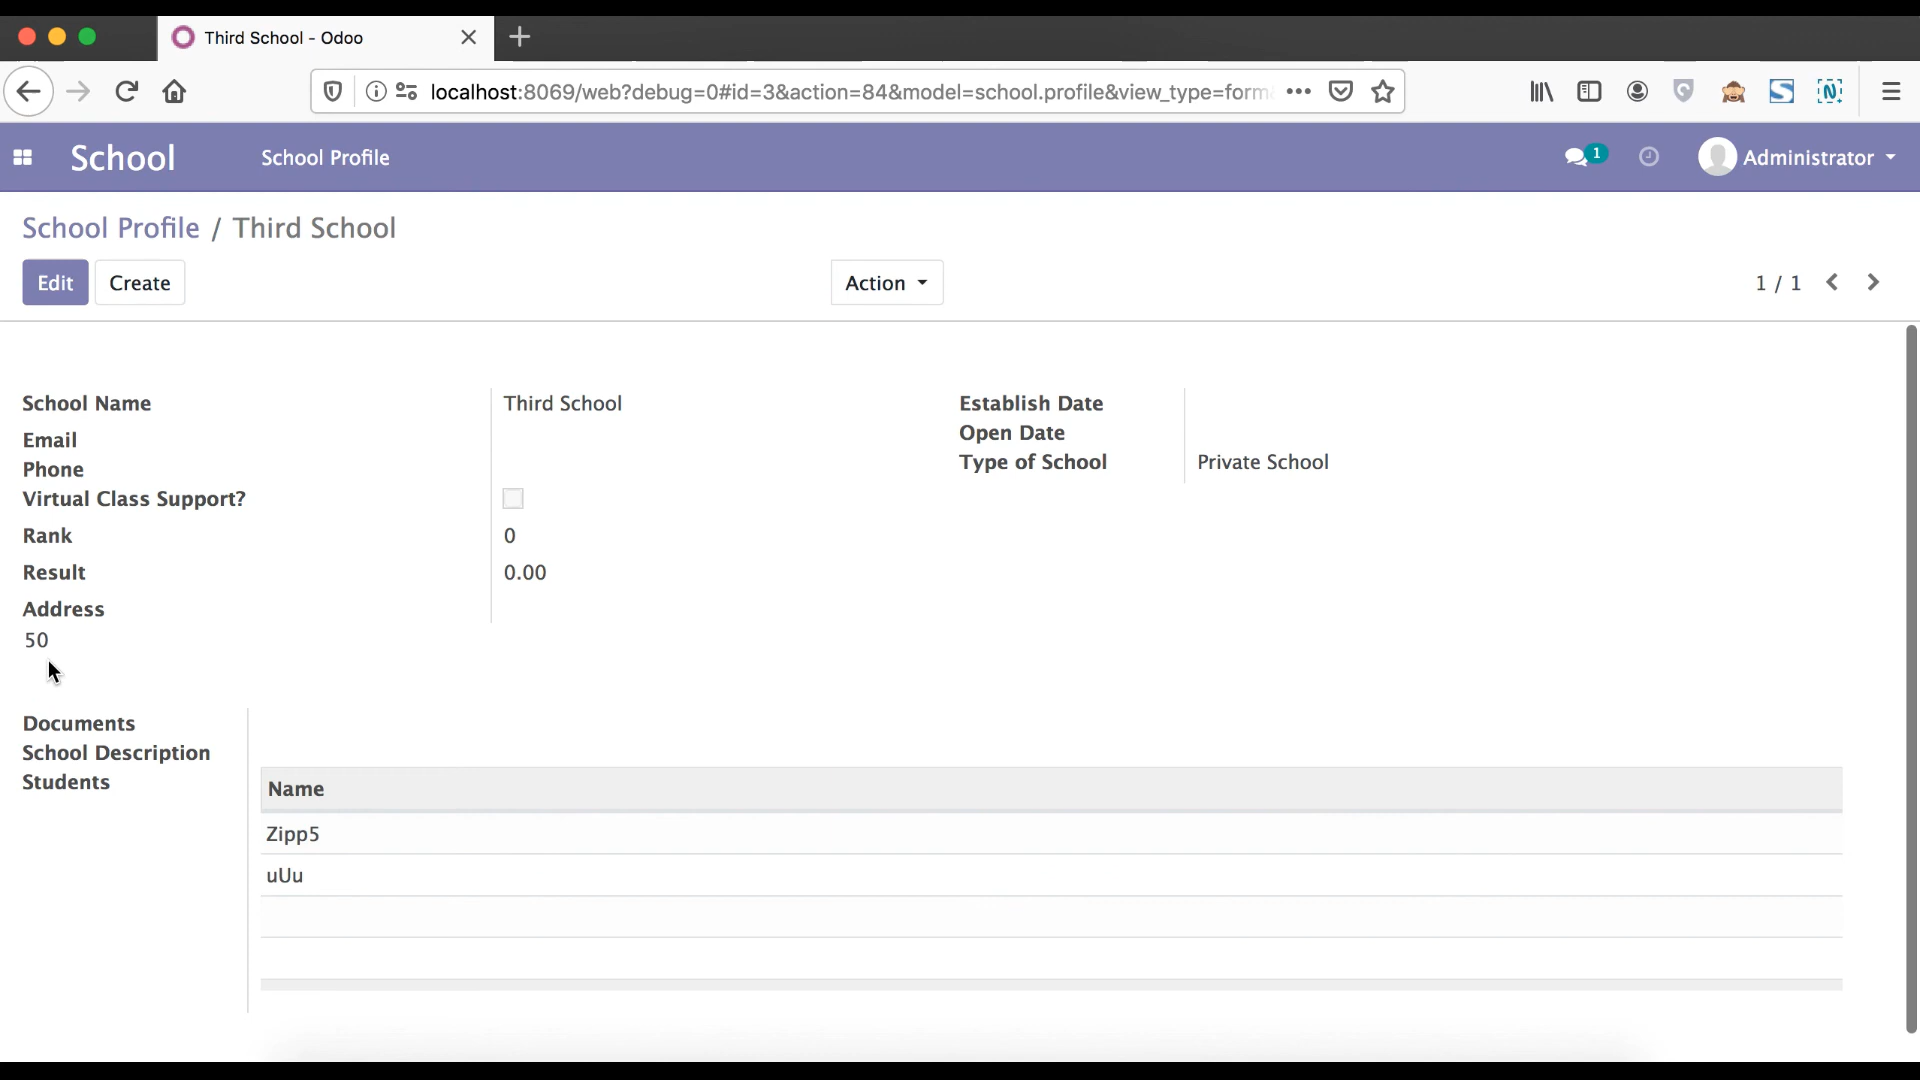 Third School - Odoo
localhost:8069/web?debug=0#id=3&action=84&model=school.profile&view_type=form
School School Profile 1 Administrator
School Profile / Third School
Edit Create Action 1 / 1
School Name Third School Establish Date
Email Open Date
Phone Type of School Private School
Virtual Class Support?
Rank 0
Result 0.00
Address
50
Documents
School Description
Students
Name
Zipp5
uUu